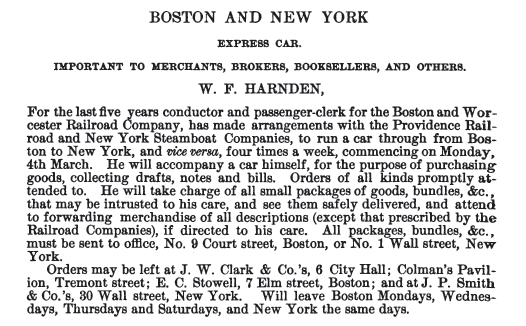 BOSTON AND NEW YORK
EXPRESS CAR.
IMPORTANT TO MERCHANTS, BROKERS, BOOKSELLERS, AND OTHERS.
W. F. HARNDEN,
For the last five years conductor and passenger-clerk for the Boston and Wor-
cester Railroad Company, has made arrangements with the Providence Rail-
road and New York Steamboat Companies, to run a car through from Bos-
ton to New York, and vice versa, four times a week, commencing on Monday,
4th March. He will accompany a car himself, for the purpose of purchasing
goods, collecting drafts, notes and bills. Orders of all kinds promptly at-
tended to. He will take charge of all small packages of goods, bundles, &c.,
that may be intrusted to his care, and see them safely delivered, and attend
to forwarding merchandise of all descriptions (except that prescribed by the
Railroad Companies), if directed to his care. All packages, bundles, &c.,
must be sent to office, No. 9 Court street, Boston, or No. 1 Wall street, New
York.
Orders may be left at J. W. Clark & Co.'s, 6 City Hall; Colman's Pavil-
ion, Tremont street; E. C. Stowell, 7 Elm street, Boston; and at J. P. Smith
& Co.'s, 30 Wall street, New York. Will leave Boston Mondays, Wednes-
days, Thursdays and Saturdays, and New York the same days.